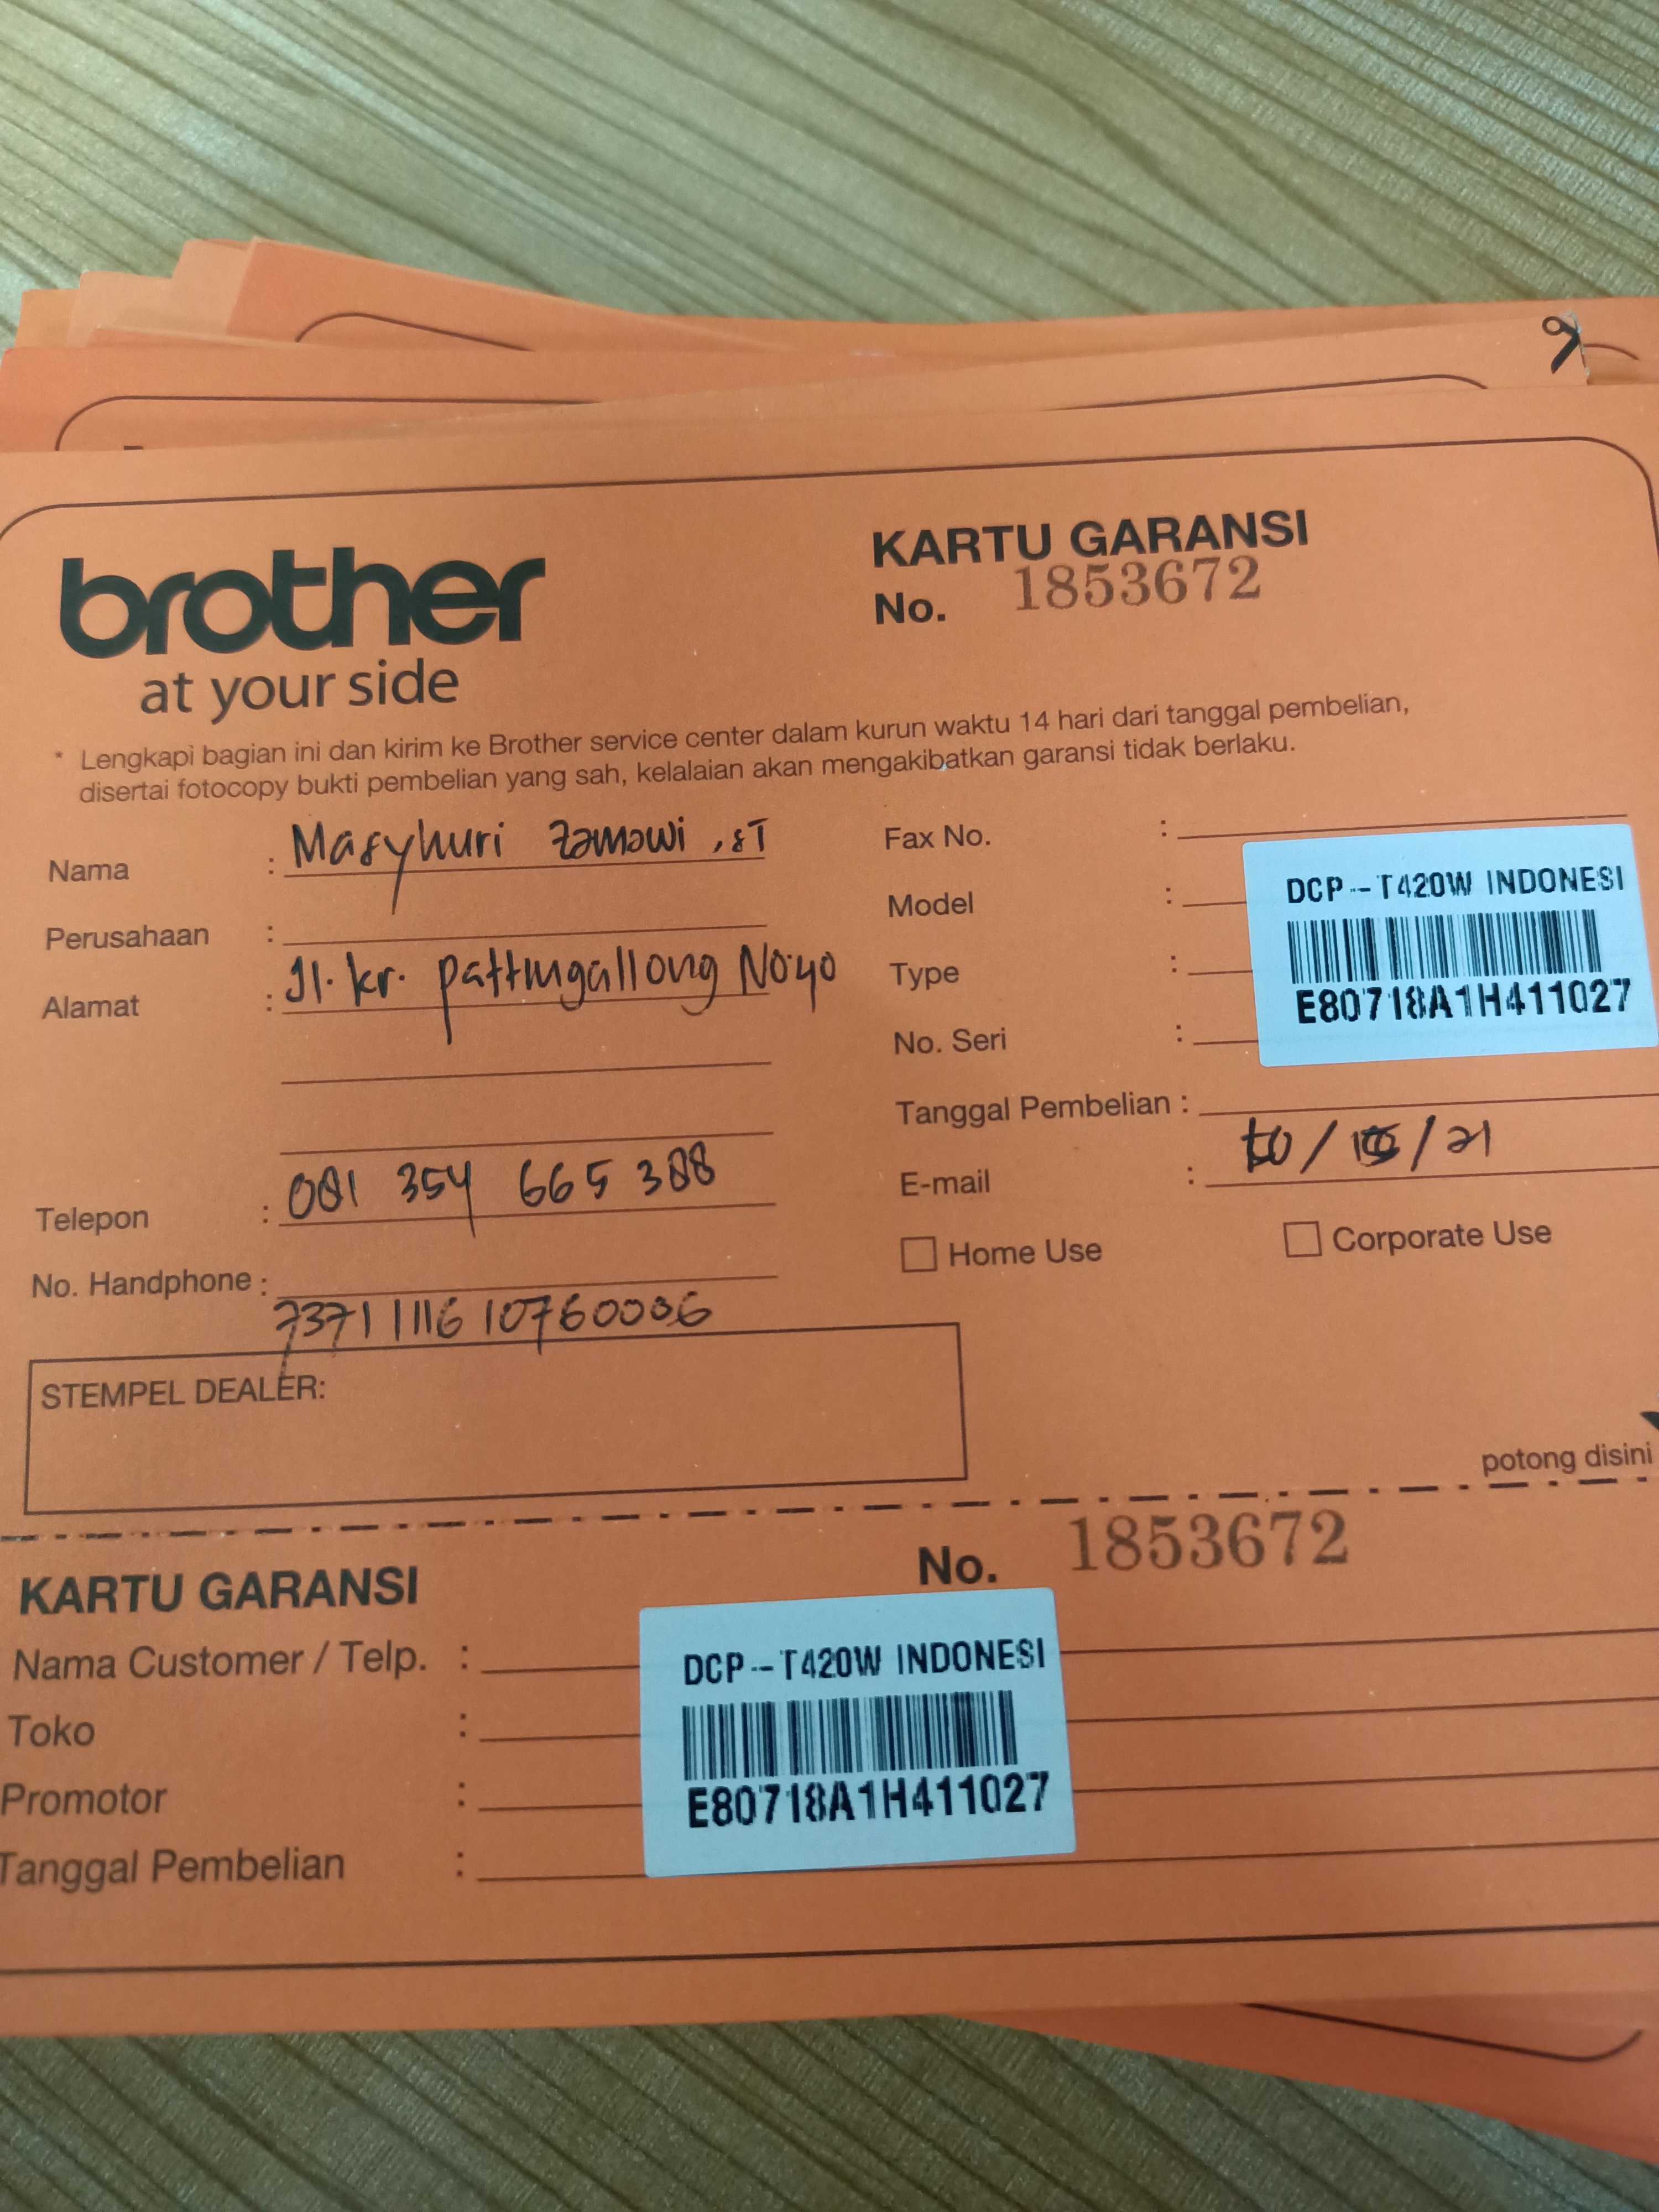 brother
at your side
KARTU GARANSI
No. 1853672
* Lengkapi bagian ini dan kirim ke Brother service center dalam kurun waktu 14 hari dari tanggal pembelian,
disertai fotocopy bukti pembelian yang sah, kelalaian akan mengakibatkan garansi tidak berlaku.
Nama : Masyhuri Zamawi ,ST
Perusahaan :
Alamat : Jl. kr. pattingalloang No 40
Telepon : 081 354 665 388
No. Handphone :
7371111610760006
STEMPEL DEALER:
Fax No. :
Model :
Type :
No. Seri :
DCP-T420W INDONESI
E80718A1H411027
Tanggal Pembelian :
E-mail :
Home Use
Corporate Use
potong disini
KARTU GARANSI
No. 1853672
Nama Customer / Telp. :
Toko :
Promotor :
Tanggal Pembelian :
DCP-T420W INDONESI
E80718A1H411027